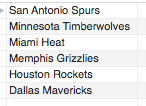 San Antonio Spurs
Minnesota Timberwolves
Miami Heat
Memphis Grizzlies
Houston Rockets
Dallas Mavericks